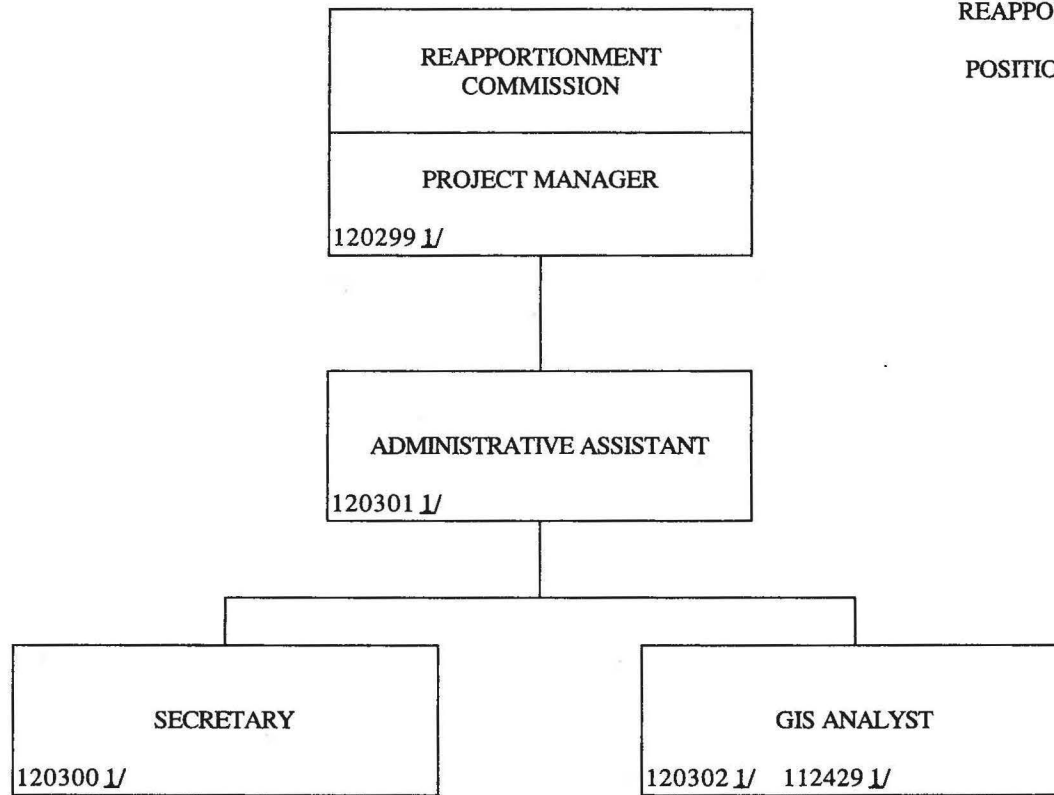 REAPPORTIONMENT
COMMISSION
PROJECT MANAGER
120299 1/
ADMINISTRATIVE ASSISTANT
120301 1/
SECRETARY
120300 1/
GIS ANALYST
120302 1/ 112429 1/
REAPPO
POSITIO